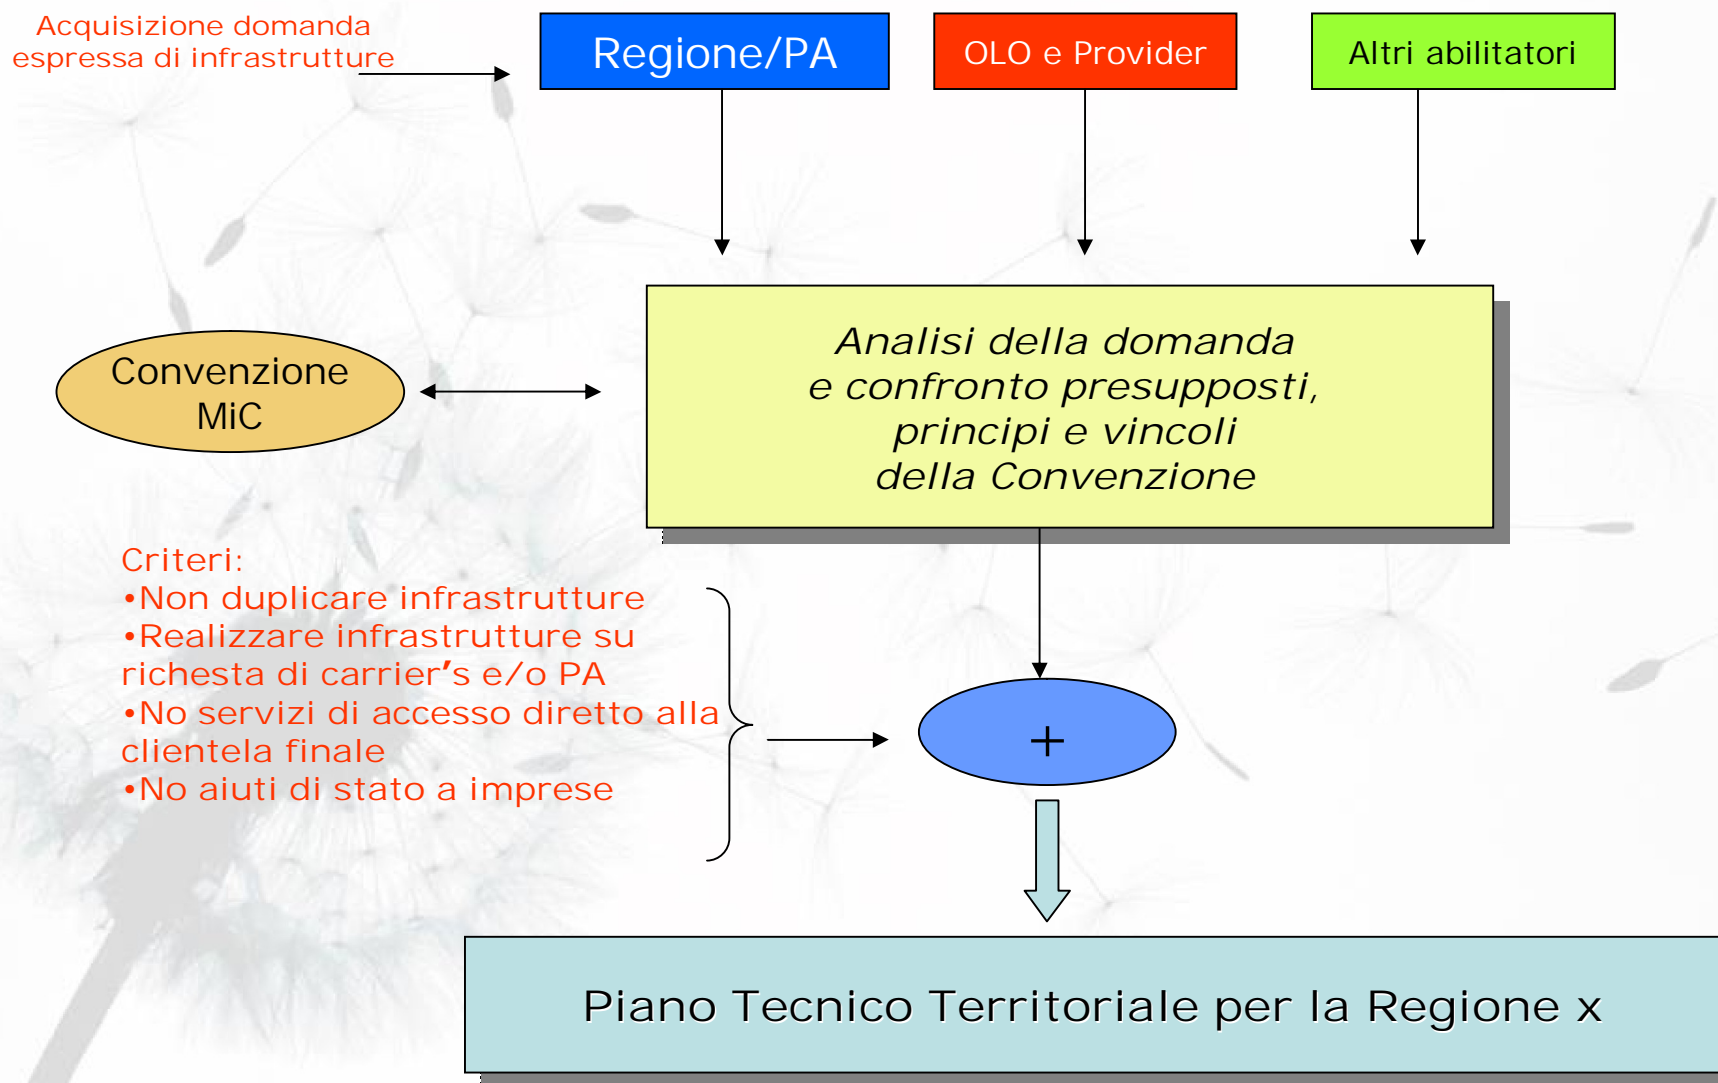 Acquisizione domanda
espressa di infrastrutture
Regione/PA
OLO e Provider
Altri abilitatori
Convenzione
MiC
Analisi della domanda
e confronto presupposti,
principi e vincoli
della Convenzione
Criteri:
•Non duplicare infrastrutture
•Realizzare infrastrutture su
richesta di carrier's e/o PA
•No servizi di accesso diretto alla
clientela finale
•No aiuti di stato a imprese
+
Piano Tecnico Territoriale per la Regione x